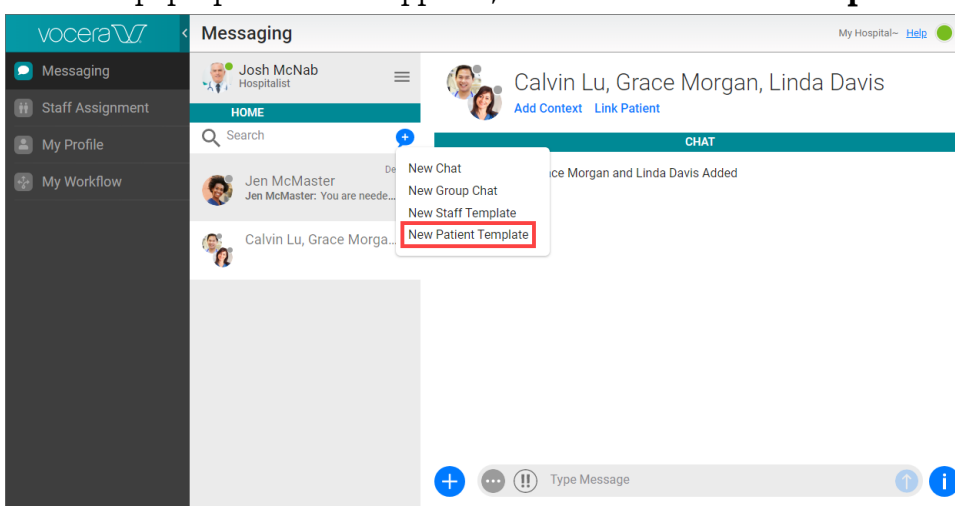 vocera
Messaging
My Hospital~ Help
Messaging
Staff Assignment
My Profile
My Workflow
Josh McNab
Hospitalist
HOME
Search
De
Jen McMaster
Jen McMaster: You are neede...
Calvin Lu, Grace Morga...
New Chat
New Group Chat
New Staff Template
New Patient Template
Calvin Lu, Grace Morgan, Linda Davis
Add Context Link Patient
CHAT
ce Morgan and Linda Davis Added
Type Message